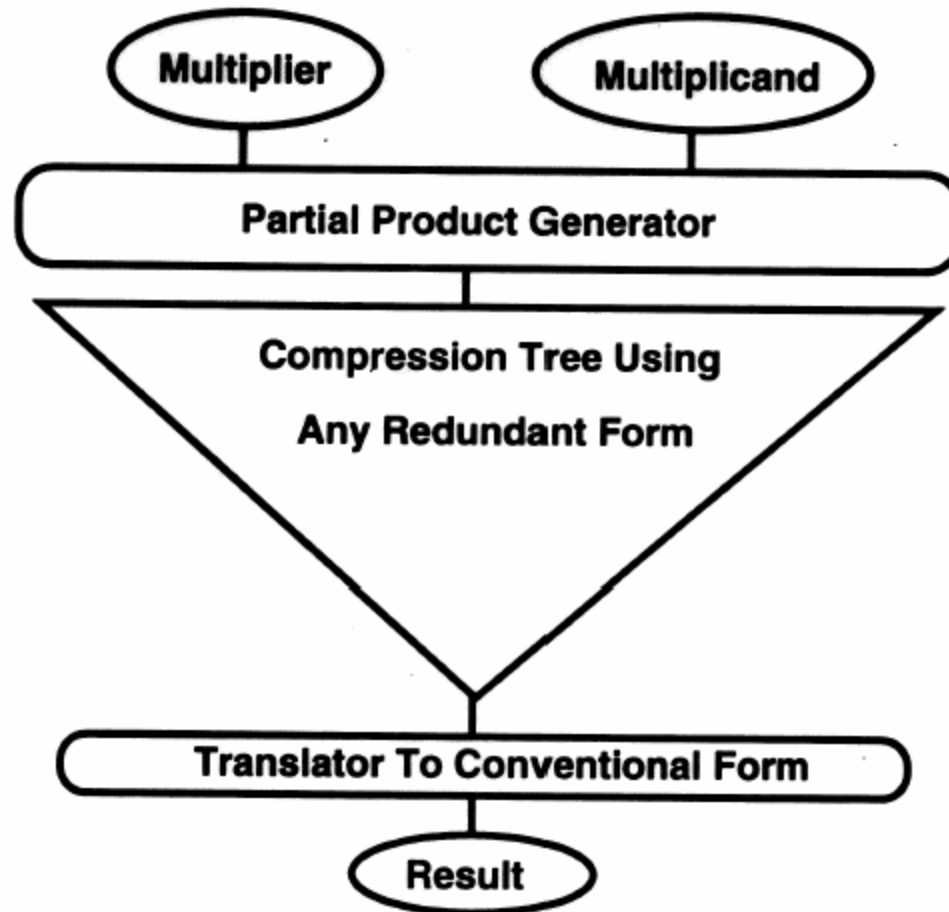 Multiplier
Multiplicand
Partial Product Generator
Compression Tree Using
Any Redundant Form
Translator To Conventional Form
Result